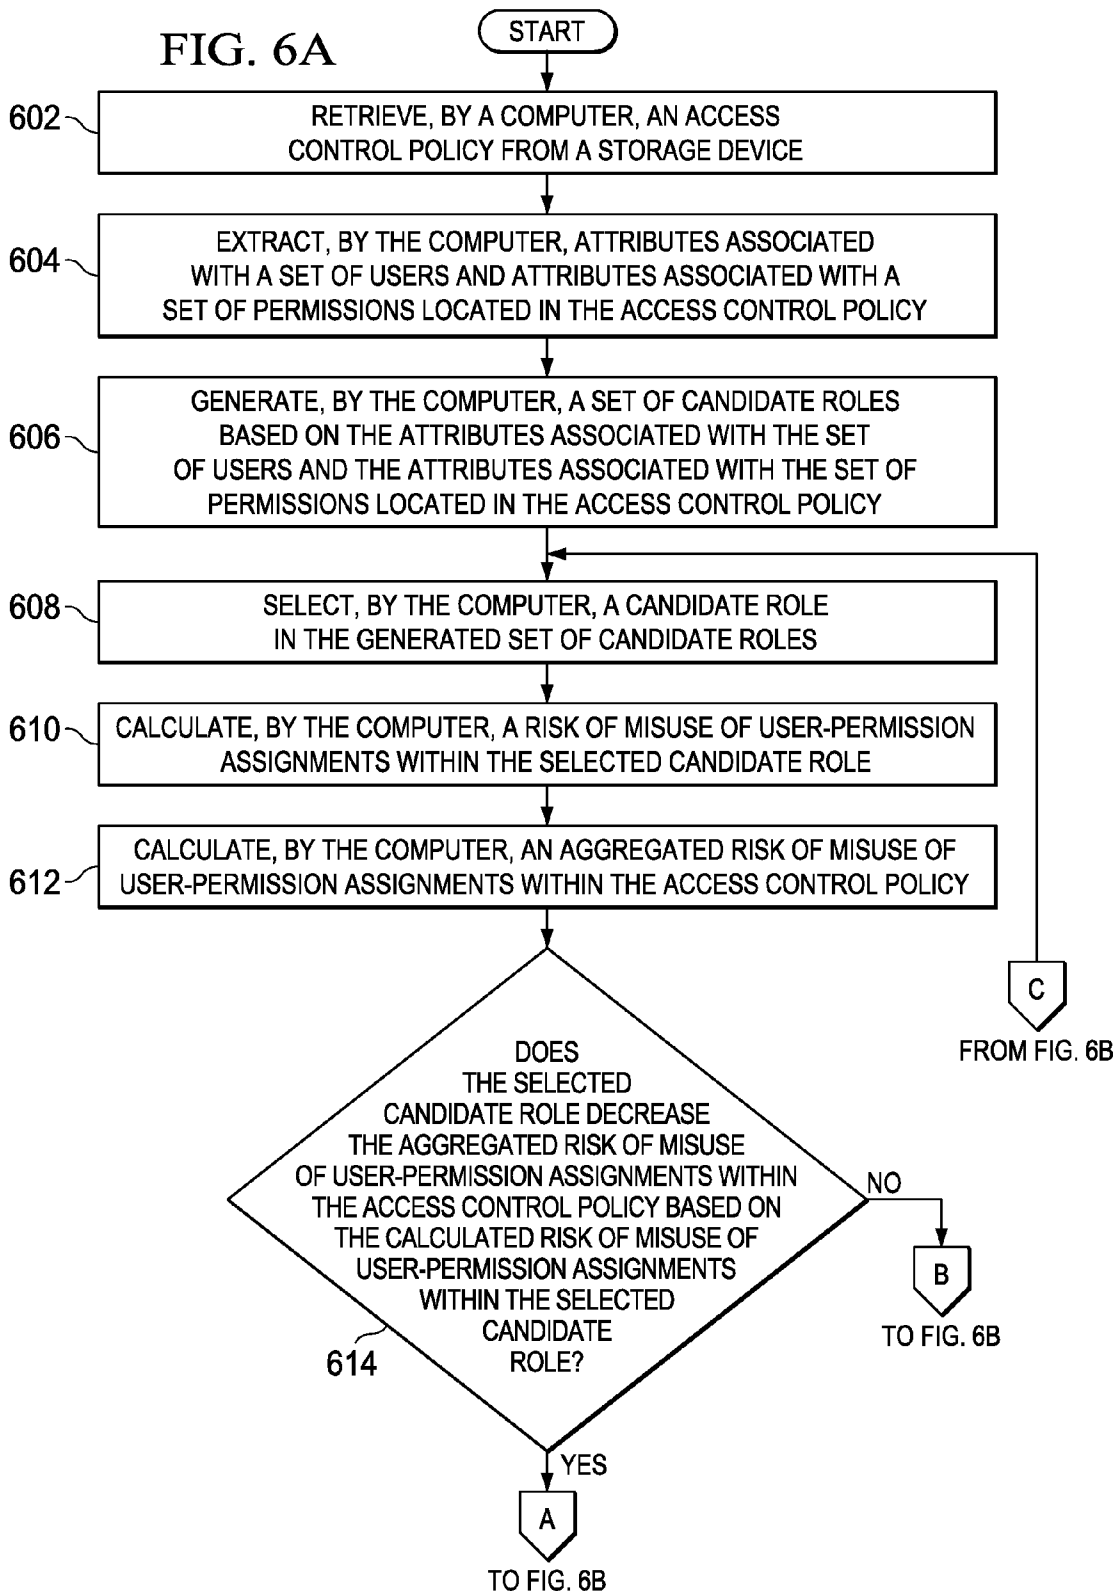 FIG. 6A
START
602
RETRIEVE, BY A COMPUTER, AN ACCESS
CONTROL POLICY FROM A STORAGE DEVICE
604
EXTRACT, BY THE COMPUTER, ATTRIBUTES ASSOCIATED
WITH A SET OF USERS AND ATTRIBUTES ASSOCIATED WITH A
SET OF PERMISSIONS LOCATED IN THE ACCESS CONTROL POLICY
606
GENERATE, BY THE COMPUTER, A SET OF CANDIDATE ROLES
BASED ON THE ATTRIBUTES ASSOCIATED WITH THE SET
OF USERS AND THE ATTRIBUTES ASSOCIATED WITH THE SET OF
PERMISSIONS LOCATED IN THE ACCESS CONTROL POLICY
608
SELECT, BY THE COMPUTER, A CANDIDATE ROLE
IN THE GENERATED SET OF CANDIDATE ROLES
610
CALCULATE, BY THE COMPUTER, A RISK OF MISUSE OF USER-PERMISSION
ASSIGNMENTS WITHIN THE SELECTED CANDIDATE ROLE
612
CALCULATE, BY THE COMPUTER, AN AGGREGATED RISK OF MISUSE OF
USER-PERMISSION ASSIGNMENTS WITHIN THE ACCESS CONTROL POLICY
C
FROM FIG. 6B
DOES
THE SELECTED
CANDIDATE ROLE DECREASE
THE AGGREGATED RISK OF MISUSE
OF USER-PERMISSION ASSIGNMENTS WITHIN
THE ACCESS CONTROL POLICY BASED ON
THE CALCULATED RISK OF MISUSE OF
USER-PERMISSION ASSIGNMENTS
WITHIN THE SELECTED
CANDIDATE
ROLE?
614
NO
B
TO FIG. 6B
YES
A
TO FIG. 6B